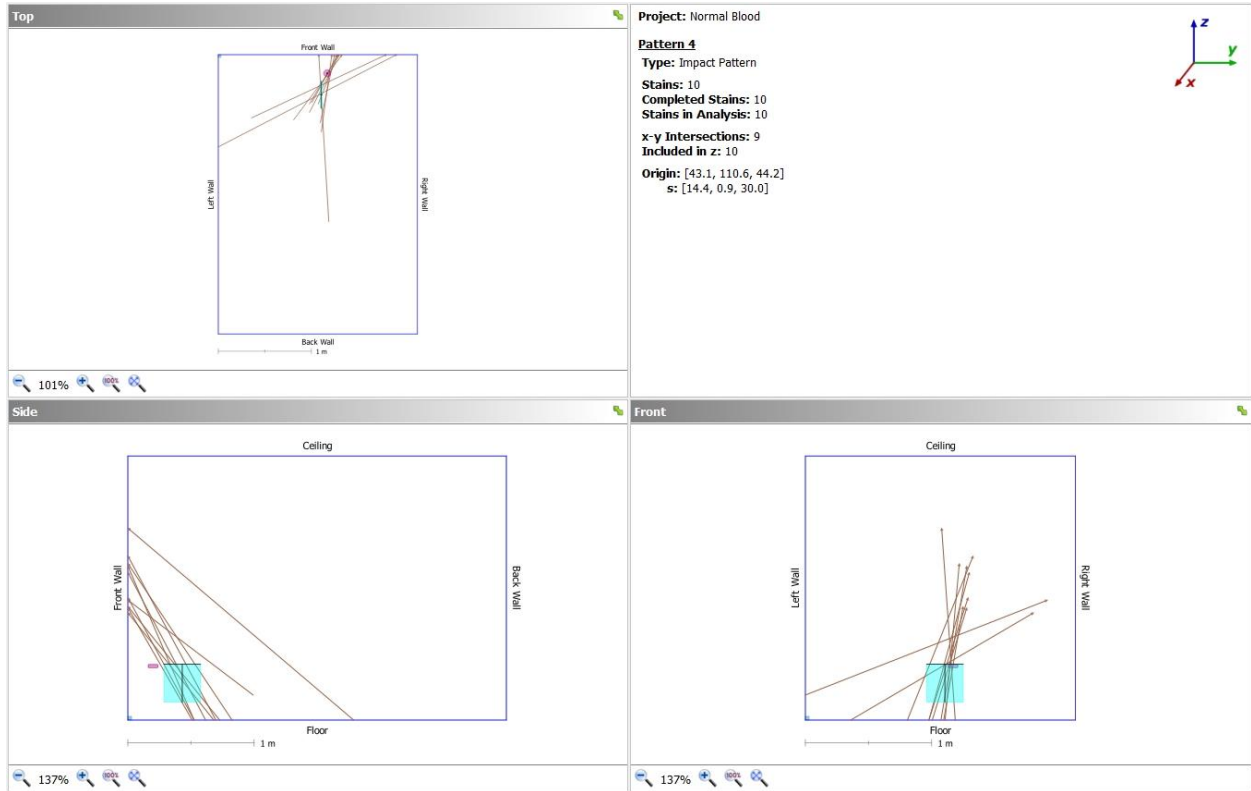 Top
Front Wall
Left Wall
Right Wall
Back Wall
1 m
101%
100%
Project: Normal Blood
Pattern 4
Type: Impact Pattern
Stains: 10
Completed Stains: 10
Stains in Analysis: 10
x-y Intersections: 9
Included in z: 10
Origin: [43.1, 110.6, 44.2]
s: [14.4, 0.9, 30.0]
z
y
x
Side
Ceiling
Front Wall
Back Wall
Floor
1 m
137%
100%
Front
Ceiling
Left Wall
Right Wall
Floor
1 m
137%
100%